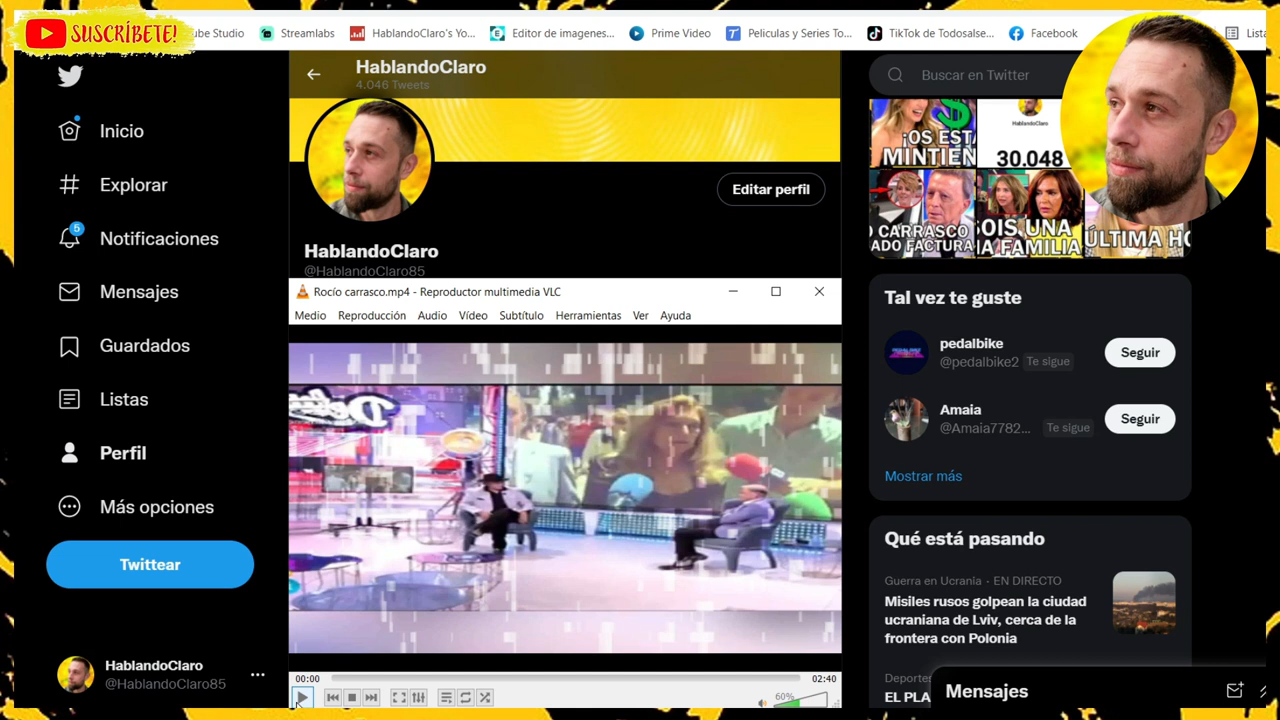 SUSCRÍBETE!
ube Studio
Streamlabs
HablandoClaro's Yo...
Editor de imagenes...
Prime Video
Peliculas y Series To...
TikTok de Todosalse...
Facebook
Lista
HablandoClaro
4.046 Tweets
Buscar en Twitter
Inicio
Explorar
5
Notificaciones
Mensajes
Guardados
Listas
Perfil
Más opciones
Twittear
HablandoClaro
@HablandoClaro85
Editar perfil
HablandoClaro
@HablandoClaro85
Rocío carrasco.mp4 - Reproductor multimedia VLC
Medio Reproducción Audio Vídeo Subtítulo Herramientas Ver Ayuda
00:00
02:40
60%
¡OS EST
MINTIEN
HablandoClaro
30.048
O CARRASCO
ADO FACTURA
OIS UNA
A FAMILIA
ÚLTIMA HO
Tal vez te guste
pedalbike
@pedalbike2 Te sigue
Seguir
Amaia
@Amaia7782... Te sigue
Seguir
Mostrar más
Qué está pasando
Guerra en Ucrania · EN DIRECTO
Misiles rusos golpean la ciudad
ucraniana de Lviv, cerca de la
frontera con Polonia
Deportes
EL PLA
Mensajes